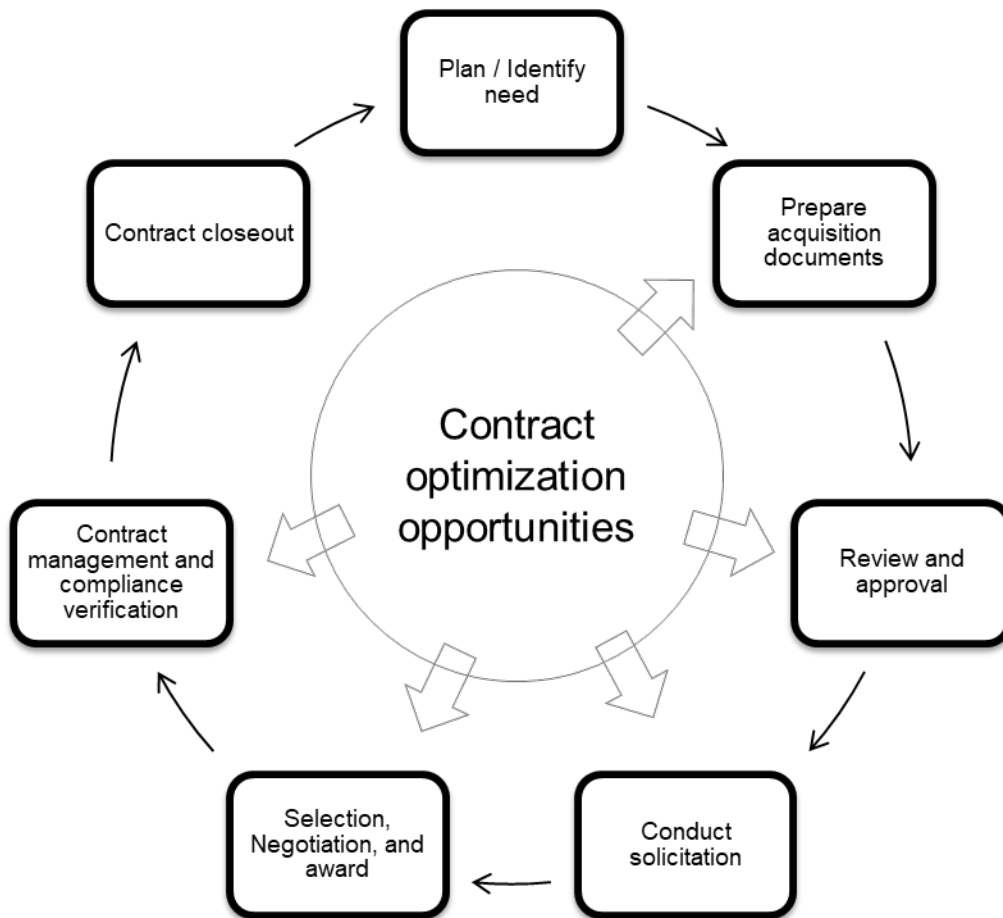 Plan / Identify
need
Prepare
acquisition
documents
Review and
approval
Conduct
solicitation
Selection,
Negotiation, and
award
Contract
management and
compliance
verification
Contract closeout
Contract
optimization
opportunities